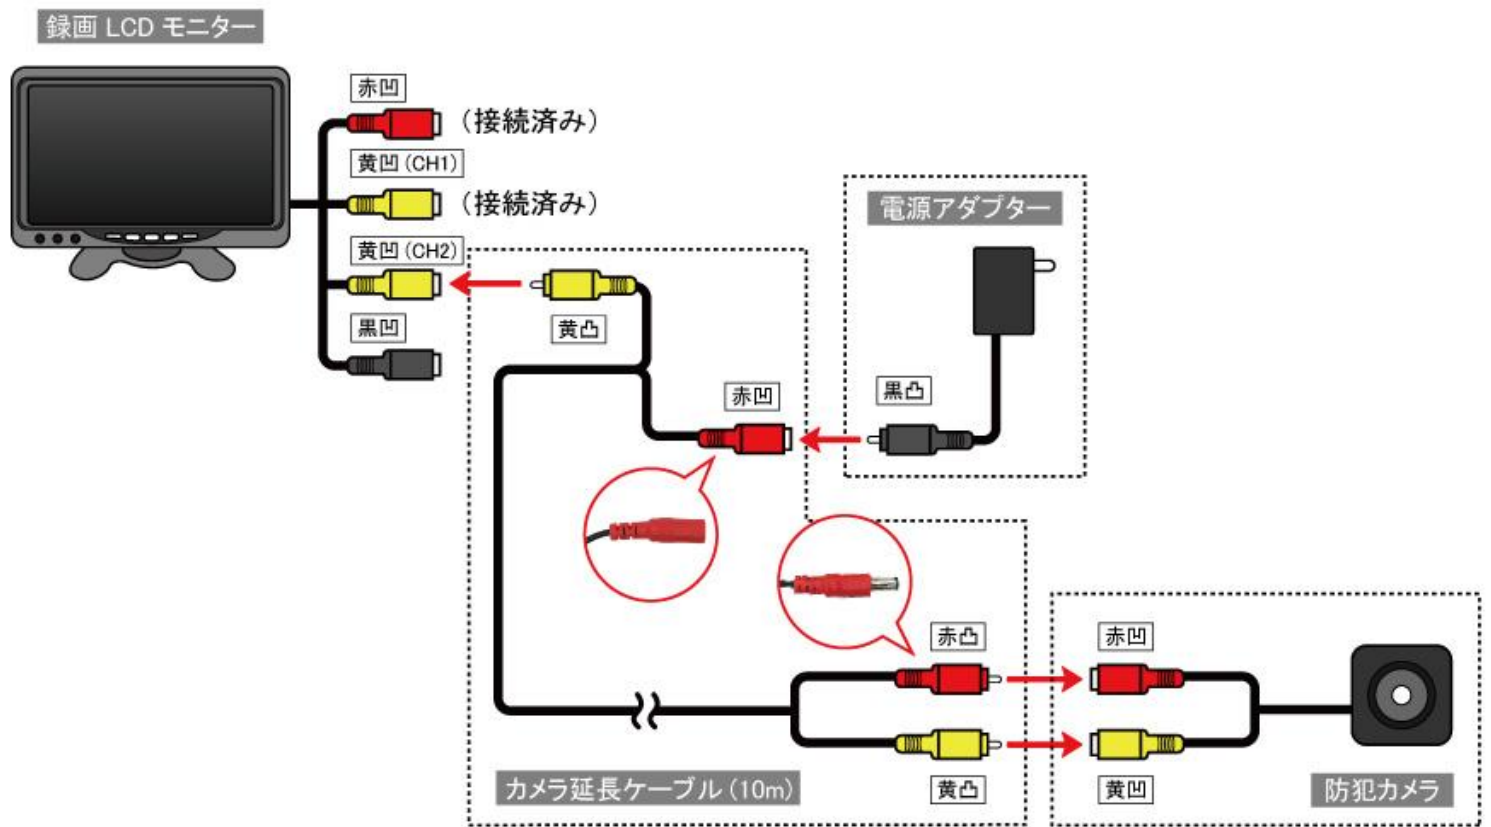 録画 LCD モニター
赤凹
(接続済み)
黄凹 (CH1)
(接続済み)
黄凹 (CH2)
黒凹
黄凸
赤凹
電源アダプター
黒凸
赤凸
黄凸
カメラ延長ケーブル (10m)
赤凹
黄凹
防犯カメラ